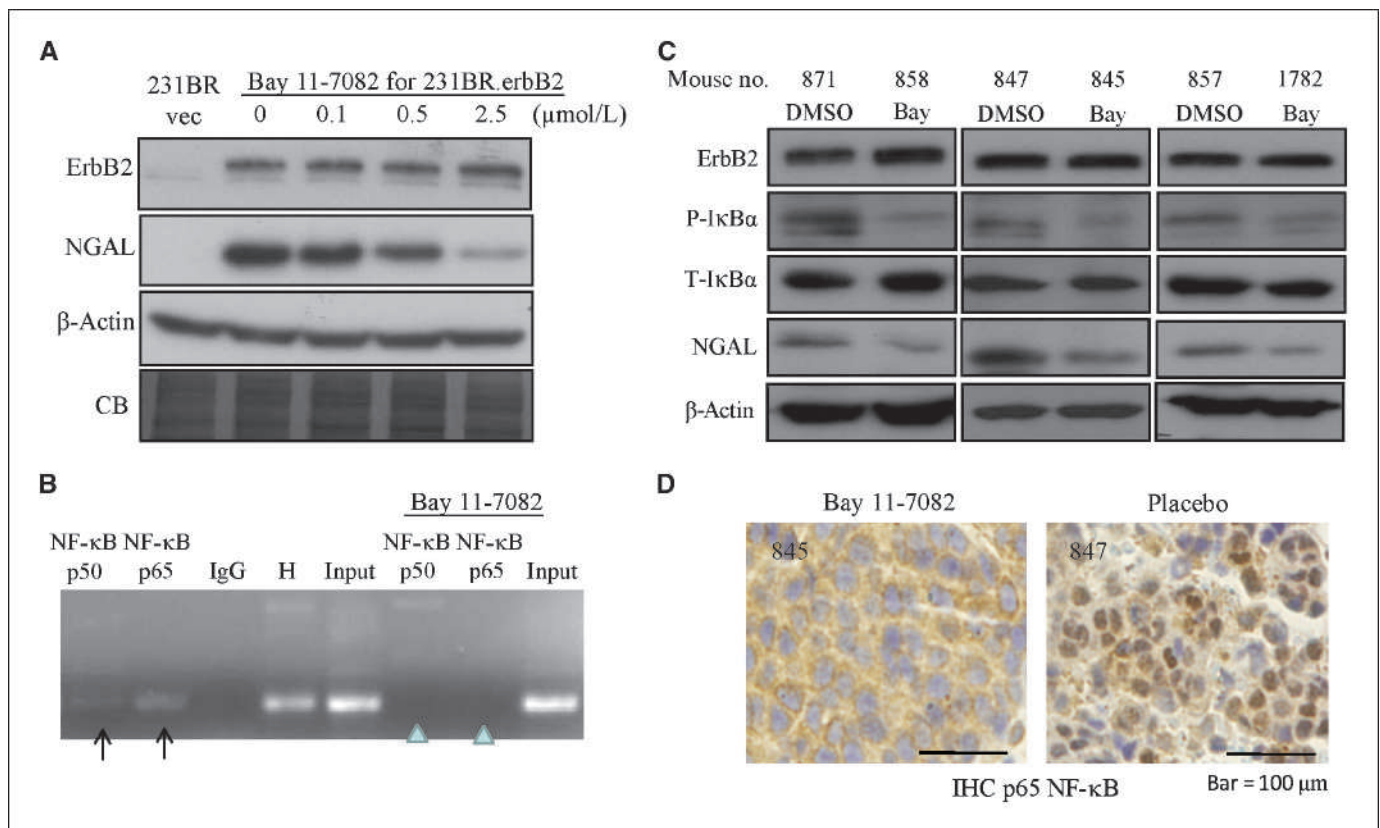 A
231BR
vec
Bay 11-7082 for 231BR.erbB2
0 0.1 0.5 2.5 (μmol/L)
ErbB2
NGAL
β-Actin
CB
B
Bay 11-7082
NF-κB NF-κB NF-κB NF-κB
p50 p65 IgG H Input p50 p65 Input
C
Mouse no. 871 858 847 845 857 1782
DMSO Bay DMSO Bay DMSO Bay
ErbB2
P-IκBα
T-IκBα
NGAL
β-Actin
D
Bay 11-7082 Placebo
845 847
IHC p65 NF-κB Bar = 100 μm